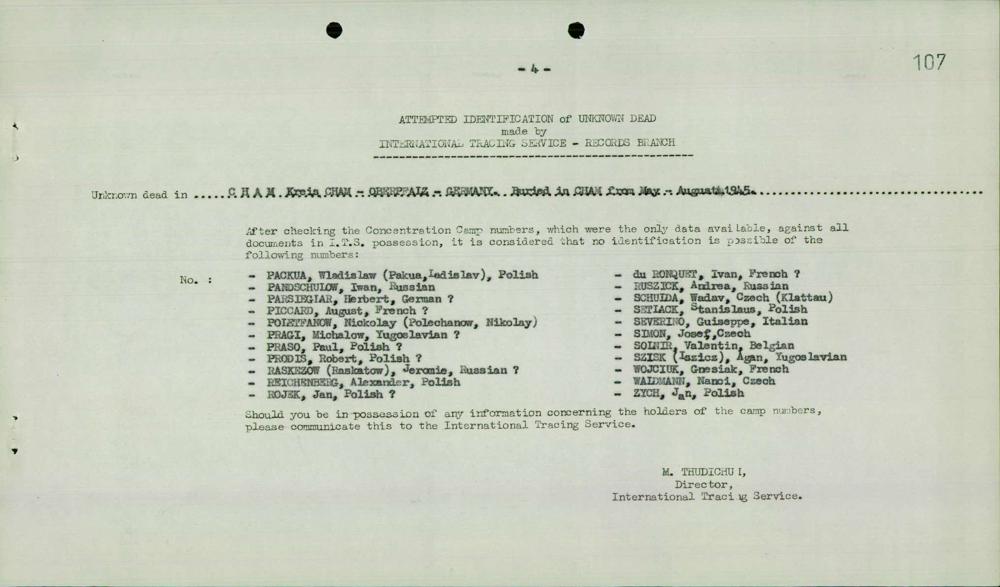 107
- 4 -
ATTEMPTED IDENTIFICATION of UNKNOWN DEAD
made by
INTERNATIONAL TRACING SERVICE - RECORDS BRANCH
Unknown dead in ..... C H A M . Kreis CHAM - OBERPFALZ - GERMANY. . Buried in CHAM from May - August 1945.
After checking the Concentration Camp numbers, which were the only data available, against all
documents in I.T.S. possession, it is considered that no identification is possible of the
following numbers:
No. :
- PACKUA, Wladislaw (Pakua,Ladislav), Polish
- PANDSCHULOW, Iwan, Russian
- PARSIEGLAR, Herbert, German ?
- PICCARD, August, French ?
- POLETFANOW, Nickolay (Polechanow, Nikolay)
- PRAGI, Michalow, Yugoslavian ?
- PRASO, Paul, Polish ?
- PRODIS, Robert, Polish ?
- RASKEZOW (Raskatow), Jeromie, Russian ?
- REICHENBERG, Alexander, Polish
- ROJEK, Jan, Polish ?
- du RONQUET, Ivan, French ?
- RUSZICK, Andrea, Russian
- SCHUIDA, Wadav, Czech (Klattau)
- SETIACK, Stanislaus, Polish
- SEVERINO, Guiseppe, Italian
- SIMON, Josef,Czech
- SOLNIR, Valentin, Belgian
- SZISK (Iszicz), Agan, Yugoslavian
- WOJCIUK, Gnesiak, French
- WALDMANN, Nanci, Czech
- ZYCH, Jan, Polish
Should you be in possession of any information concerning the holders of the camp numbers,
please communicate this to the International Tracing Service.
M. THUDICHU I,
Director,
International Tracing Service.